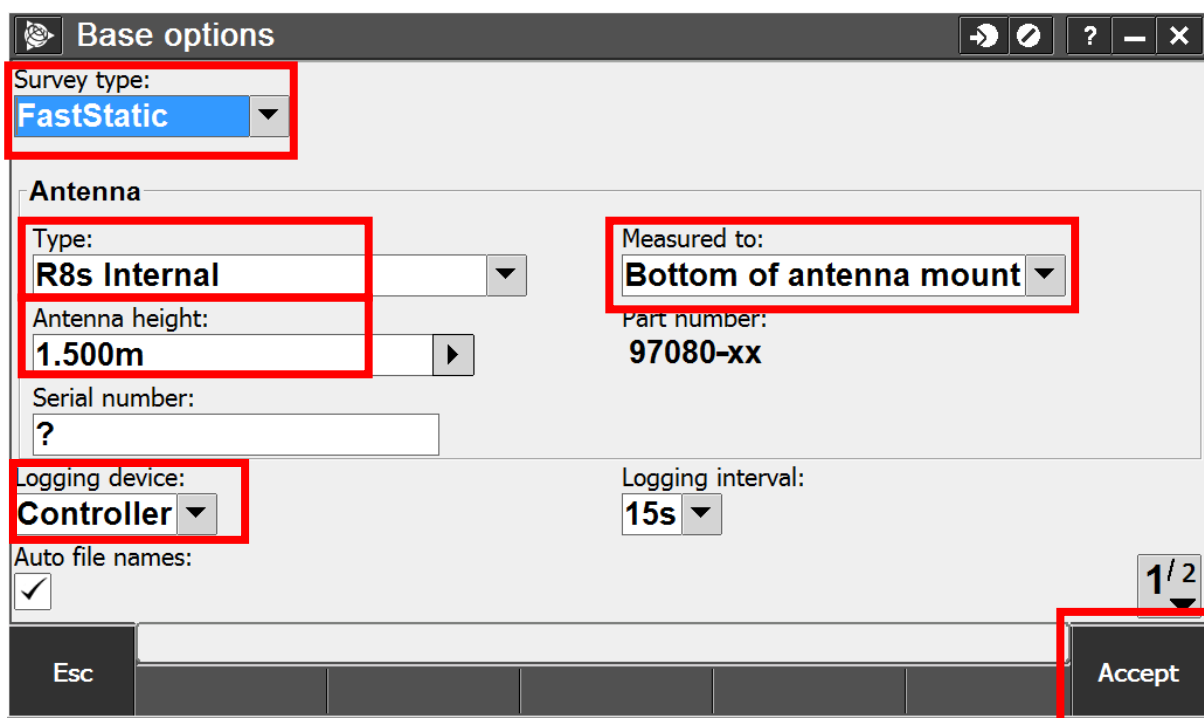 Base options
?
Survey type:
FastStatic
Antenna
Type:
Measured to:
R8s Internal
Bottom of antenna mount
Antenna height:
Part number:
1.500m
97080-xx
Serial number:
?
Logging device:
Logging interval:
Controller
15s
Auto file names:
1/2
Esc
Accept